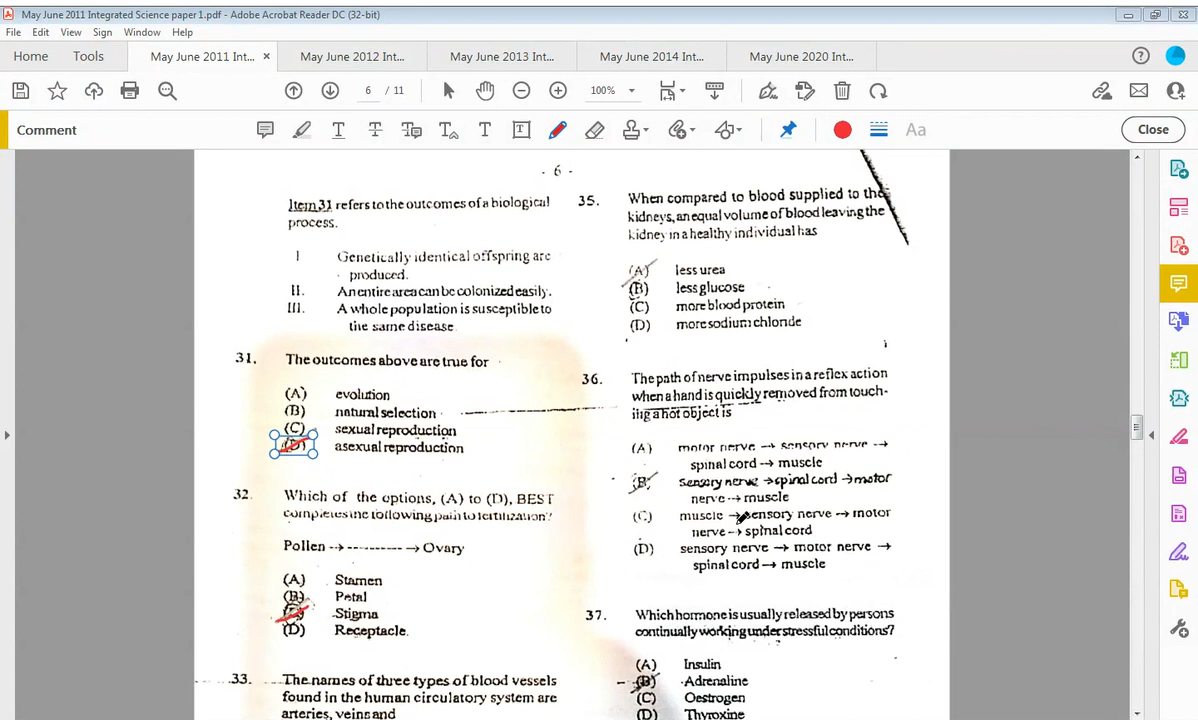 May June 2011 Integrated Science paper 1.pdf - Adobe Acrobat Reader DC (32-bit)
File Edit View Sign Window Help
Home Tools May June 2011 Int... × May June 2012 Int... May June 2013 Int... May June 2014 Int... May June 2020 Int...
6 / 11 100%
Comment Close
- 6 -
Item 31 refers to the outcomes of a biological
process.
I Genetically identical offspring are
produced.
II. An entire area can be colonized easily.
III. A whole population is susceptible to
the same disease
31. The outcomes above are true for
(A) evolution
(B) natural selection
(C) sexual reproduction
(D) asexual reproduction
32. Which of the options, (A) to (D), BEST
completes the following path to fertilization?
Pollen → ---------- → Ovary
(A) Stamen
(B) Petal
(C) Stigma
(D) Receptacle.
33. The names of three types of blood vessels
found in the human circulatory system are
arteries, veins and
35. When compared to blood supplied to the
kidneys, an equal volume of blood leaving the
kidney in a healthy individual has
(A) less urea
(B) less glucose
(C) more blood protein
(D) more sodium chloride
36. The path of nerve impulses in a reflex action
when a hand is quickly removed from touch-
ing a hot object is
(A) motor nerve → sensory nerve →
spinal cord → muscle
(B) sensory nerve → spinal cord → motor
nerve → muscle
(C) muscle → sensory nerve → motor
nerve → spinal cord
(D) sensory nerve → motor nerve →
spinal cord → muscle
37. Which hormone is usually released by persons
continually working under stressful conditions?
(A) Insulin
(B) Adrenaline
(C) Oestrogen
(D) Thyroxine